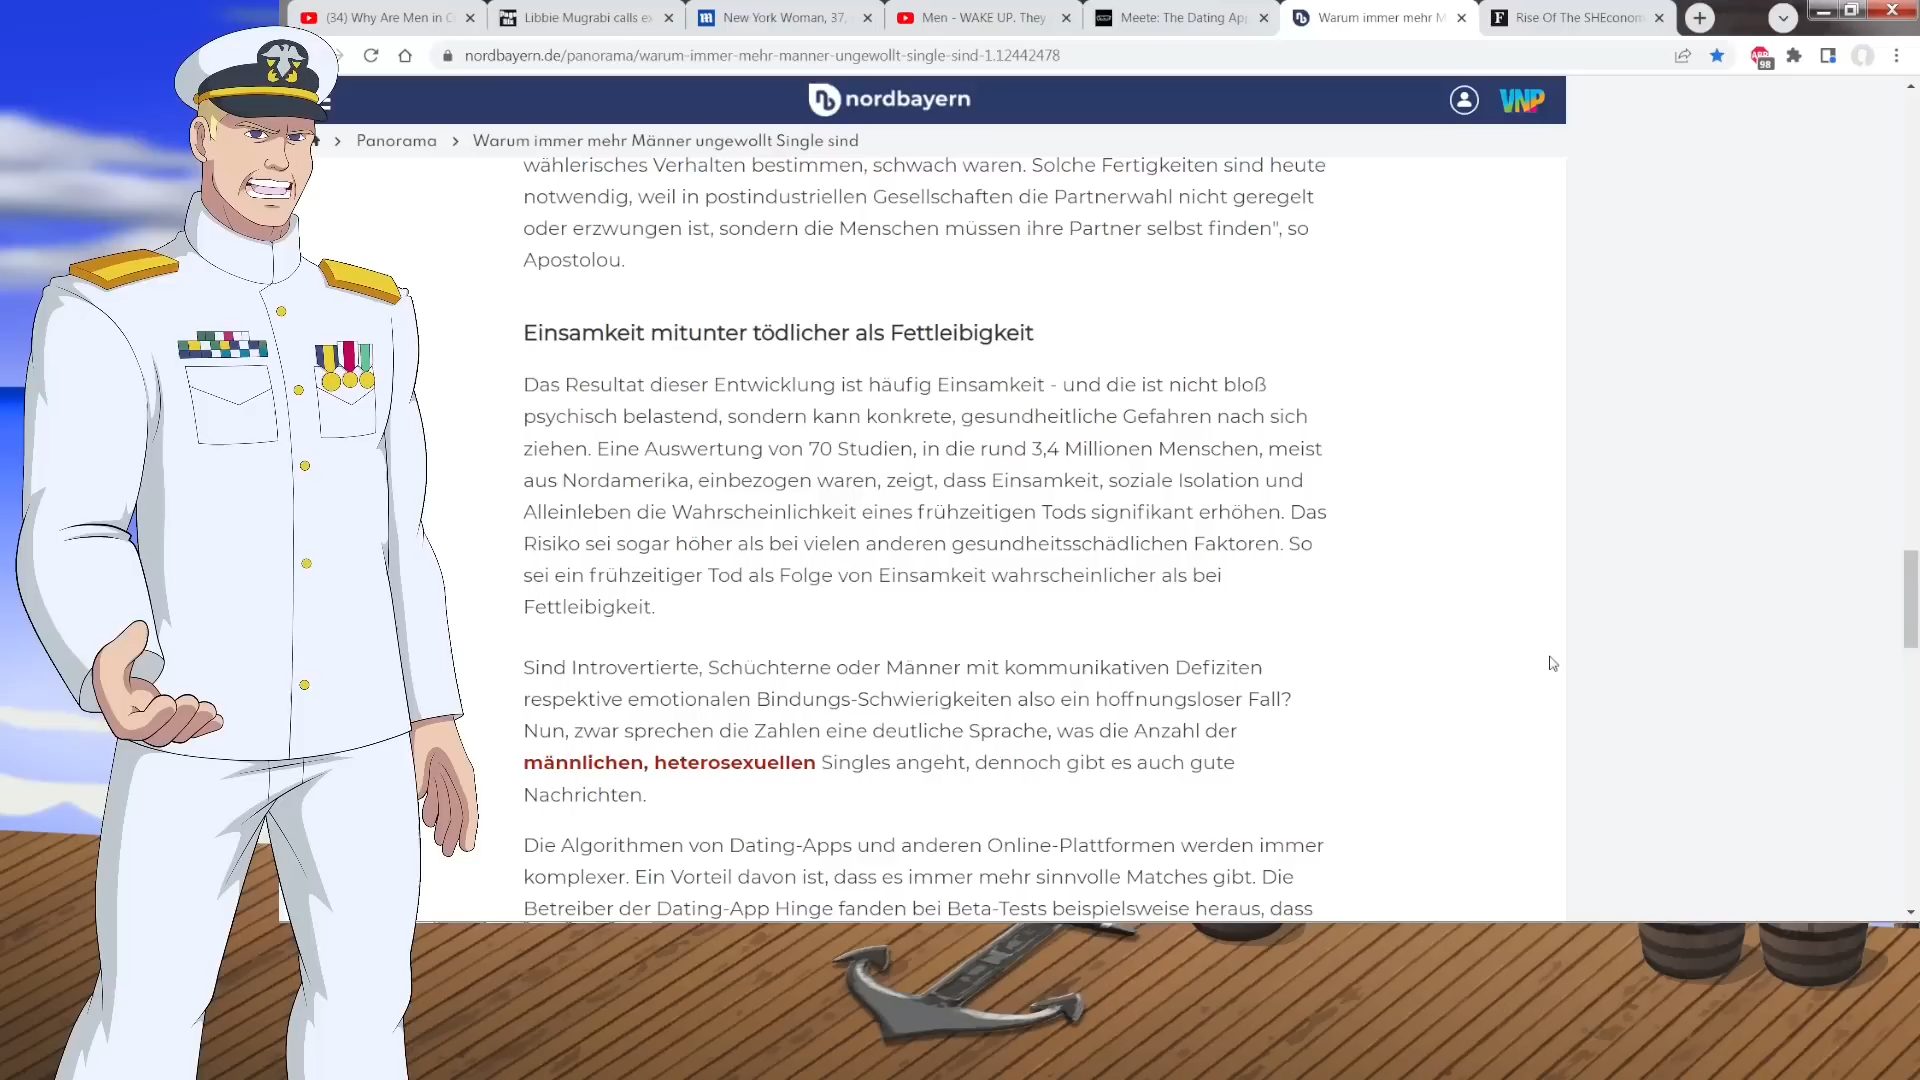 (34) Why Are Men in C
Libbie Mugrabi calls ex
New York Woman, 37,
Men - WAKE UP. They
Meete: The Dating App
Warum immer mehr M
Rise Of The SHEconom
nordbayern.de/panorama/warum-immer-mehr-manner-ungewollt-single-sind-1.12442478
98
nordbayern
VNP
Panorama > Warum immer mehr Männer ungewollt Single sind
wählerisches Verhalten bestimmen, schwach waren. Solche Fertigkeiten sind heute
notwendig, weil in postindustriellen Gesellschaften die Partnerwahl nicht geregelt
oder erzwungen ist, sondern die Menschen müssen ihre Partner selbst finden", so
Apostolou.
Einsamkeit mitunter tödlicher als Fettleibigkeit
Das Resultat dieser Entwicklung ist häufig Einsamkeit - und die ist nicht bloß
psychisch belastend, sondern kann konkrete, gesundheitliche Gefahren nach sich
ziehen. Eine Auswertung von 70 Studien, in die rund 3,4 Millionen Menschen, meist
aus Nordamerika, einbezogen waren, zeigt, dass Einsamkeit, soziale Isolation und
Alleinleben die Wahrscheinlichkeit eines frühzeitigen Tods signifikant erhöhen. Das
Risiko sei sogar höher als bei vielen anderen gesundheitsschädlichen Faktoren. So
sei ein frühzeitiger Tod als Folge von Einsamkeit wahrscheinlicher als bei
Fettleibigkeit.
Sind Introvertierte, Schüchterne oder Männer mit kommunikativen Defiziten
respektive emotionalen Bindungs-Schwierigkeiten also ein hoffnungsloser Fall?
Nun, zwar sprechen die Zahlen eine deutliche Sprache, was die Anzahl der
männlichen, heterosexuellen Singles angeht, dennoch gibt es auch gute
Nachrichten.
Die Algorithmen von Dating-Apps und anderen Online-Plattformen werden immer
komplexer. Ein Vorteil davon ist, dass es immer mehr sinnvolle Matches gibt. Die
Betreiber der Dating-App Hinge fanden bei Beta-Tests beispielsweise heraus, dass